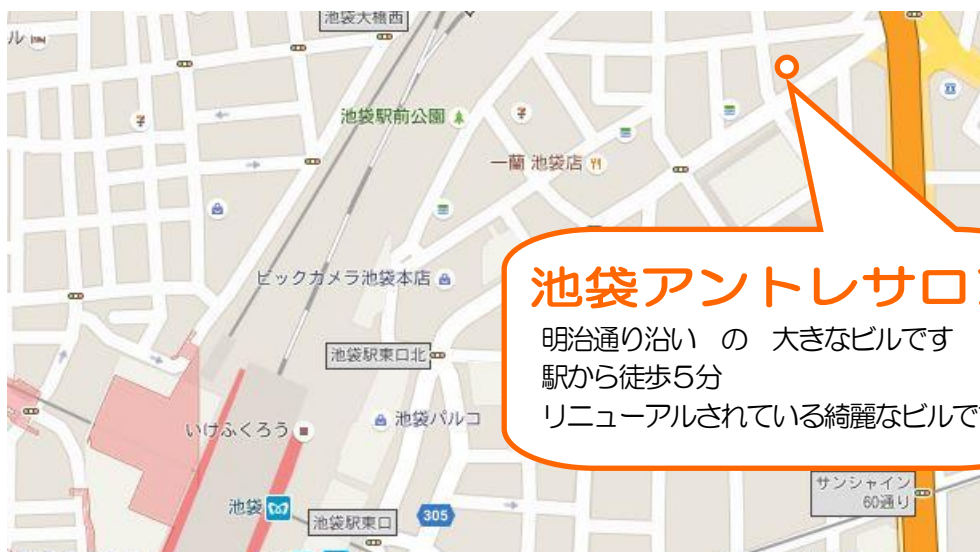 池袋大橋西
ル
池袋駅前公園
一蘭 池袋店
ビックカメラ池袋本店
池袋アントレサロン
明治通り沿い の 大きなビルです
駅から徒歩5分
リニューアルされている綺麗なビルで
池袋駅東口北
池袋パルコ
いけふくろう
サンシャイン
60通り
池袋
池袋駅東口
305